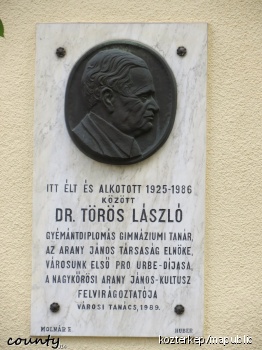 ITT ÉLT ÉS ALKOTOTT 1925-1986
KÖZÖTT
DR. TÖRÖS LÁSZLÓ
GYÉMÁNTDIPLOMÁS GIMNÁZIUMI TANÁR,
AZ ARANY JÁNOS TÁRSASÁG ELNÖKE,
VÁROSUNK ELSŐ PRO URBE-DÍJASA,
A NAGYKŐRÖSI ARANY JÁNOS-KULTUSZ
FELVIRÁGOZTATÓJA
VÁROSI TANÁCS, 1989.
MOLNÁR E. HUBER
county kozterkep/mapublic